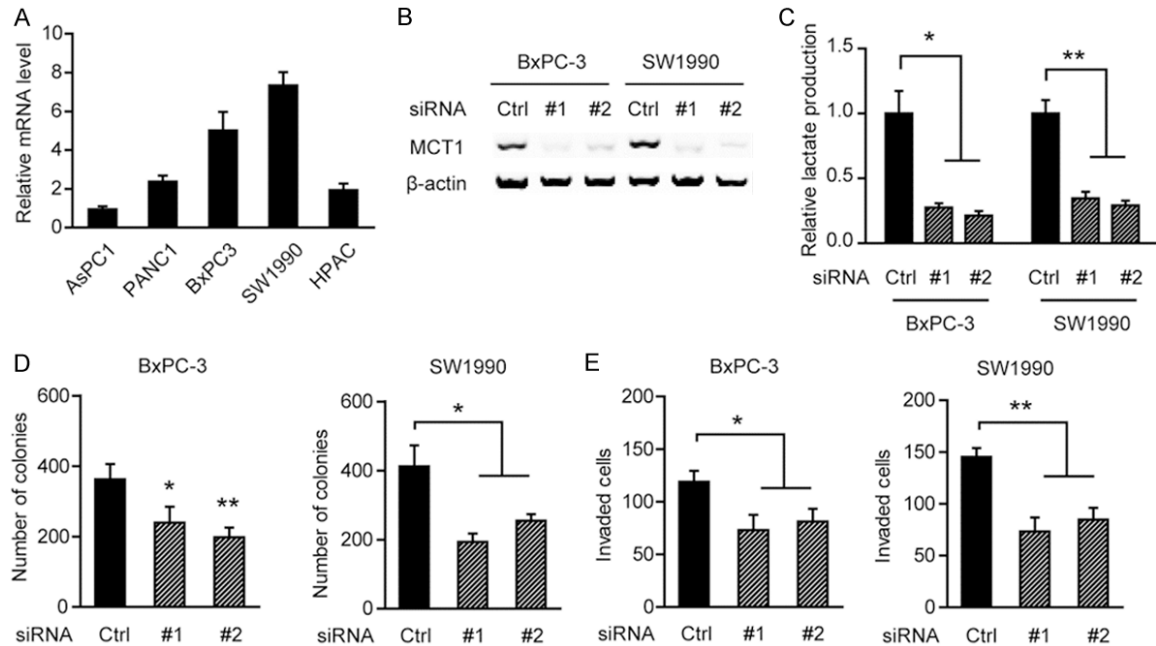 A
Relative mRNA level
10
8
6
4
2
0
AsPC1 PANC1 BxPC3 SW1990 HPAC
B
BxPC-3 SW1990
siRNA Ctrl #1 #2 Ctrl #1 #2
MCT1
β-actin
C
Relative lactate production
1.5
1.0
0.5
0.0
* **
siRNA Ctrl #1 #2 Ctrl #1 #2
BxPC-3 SW1990
D
BxPC-3
Number of colonies
600
400
200
0
* **
siRNA Ctrl #1 #2
SW1990
Number of colonies
600
400
200
0
*
Ctrl #1 #2
E
BxPC-3
Invaded cells
200
150
100
50
0
*
siRNA Ctrl #1 #2
SW1990
Invaded cells
200
150
100
50
0
**
Ctrl #1 #2